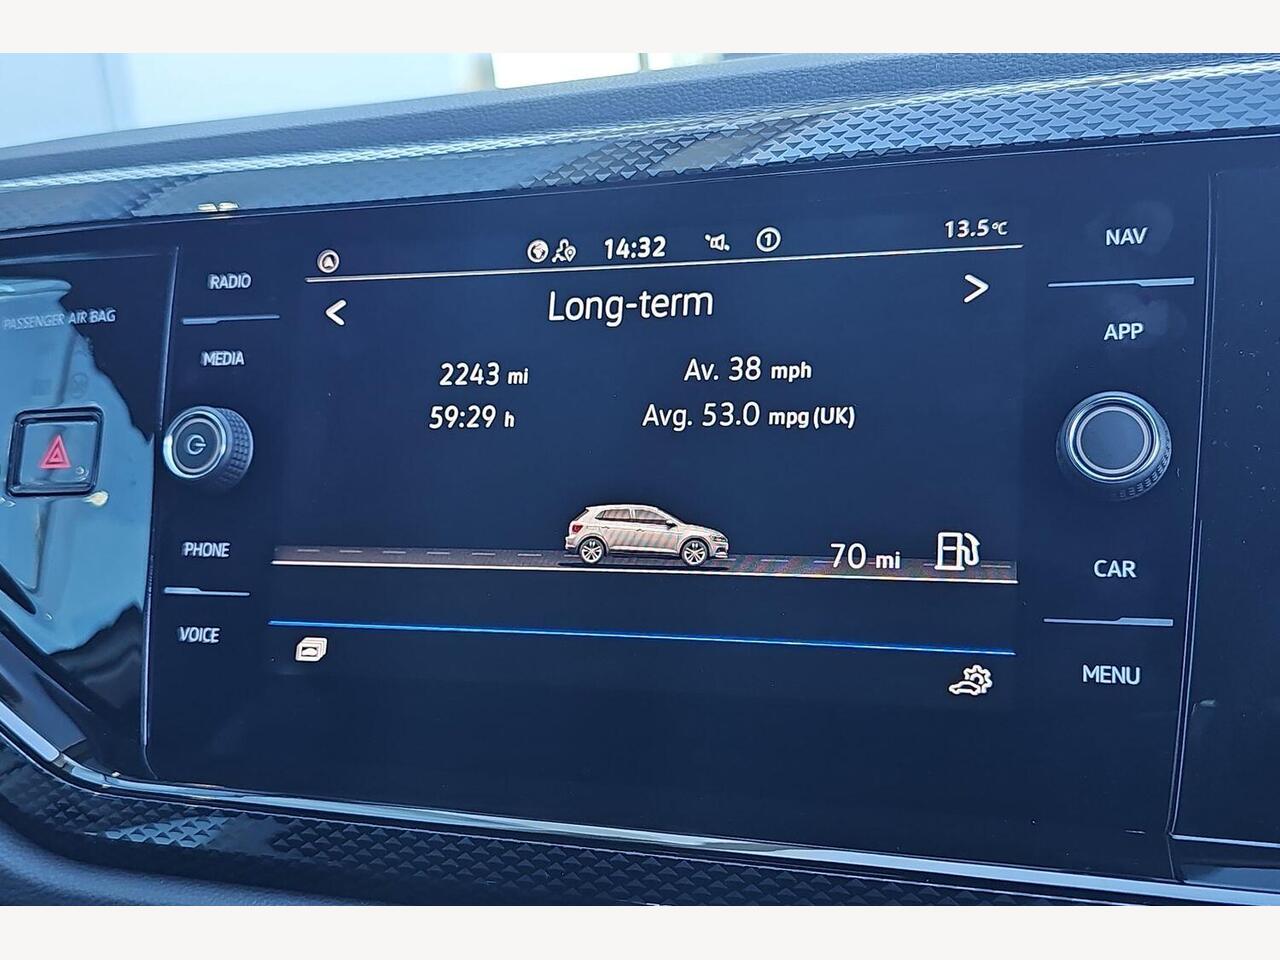 14:32
1
13.5°C
Long-term
2243 mi
Av. 38 mph
59:29 h
Avg. 53.0 mpg (UK)
70 mi
RADIO
MEDIA
PHONE
VOICE
NAV
APP
CAR
MENU
PASSENGER AIR BAG